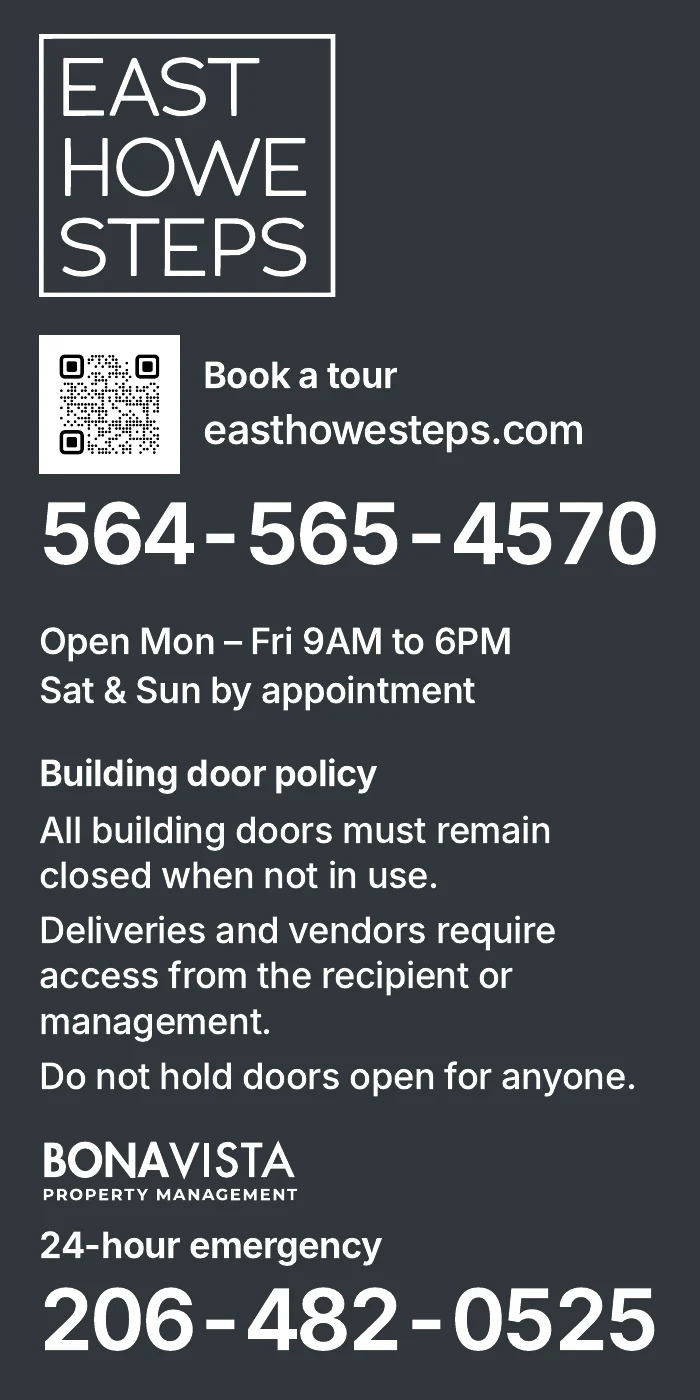 EAST
HOWE
STEPS
Book a tour
easthowesteps.com
564-565-4570
Open Mon – Fri 9AM to 6PM
Sat & Sun by appointment
Building door policy
All building doors must remain
closed when not in use.
Deliveries and vendors require
access from the recipient or
management.
Do not hold doors open for anyone.
BONAVISTA
PROPERTY MANAGEMENT
24-hour emergency
206-482-0525